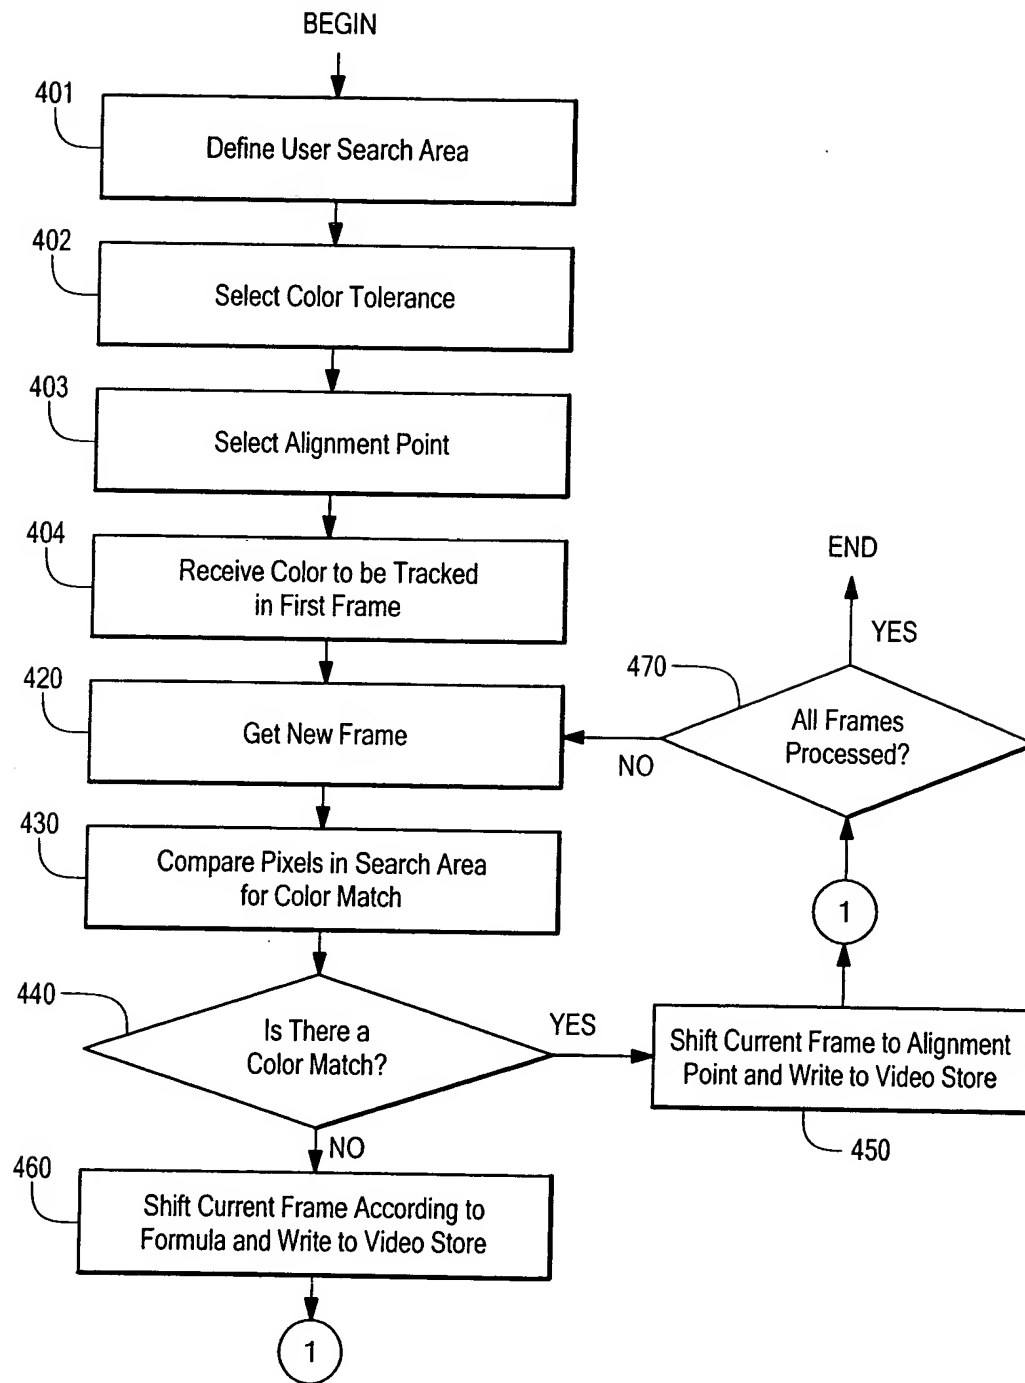 BEGIN
401
Define User Search Area
402
Select Color Tolerance
403
Select Alignment Point
404
Receive Color to be Tracked
in First Frame
420
Get New Frame
430
Compare Pixels in Search Area
for Color Match
440
Is There a
Color Match?
YES
NO
460
Shift Current Frame According to
Formula and Write to Video Store
1
END
YES
470
All Frames
Processed?
NO
1
Shift Current Frame to Alignment
Point and Write to Video Store
450